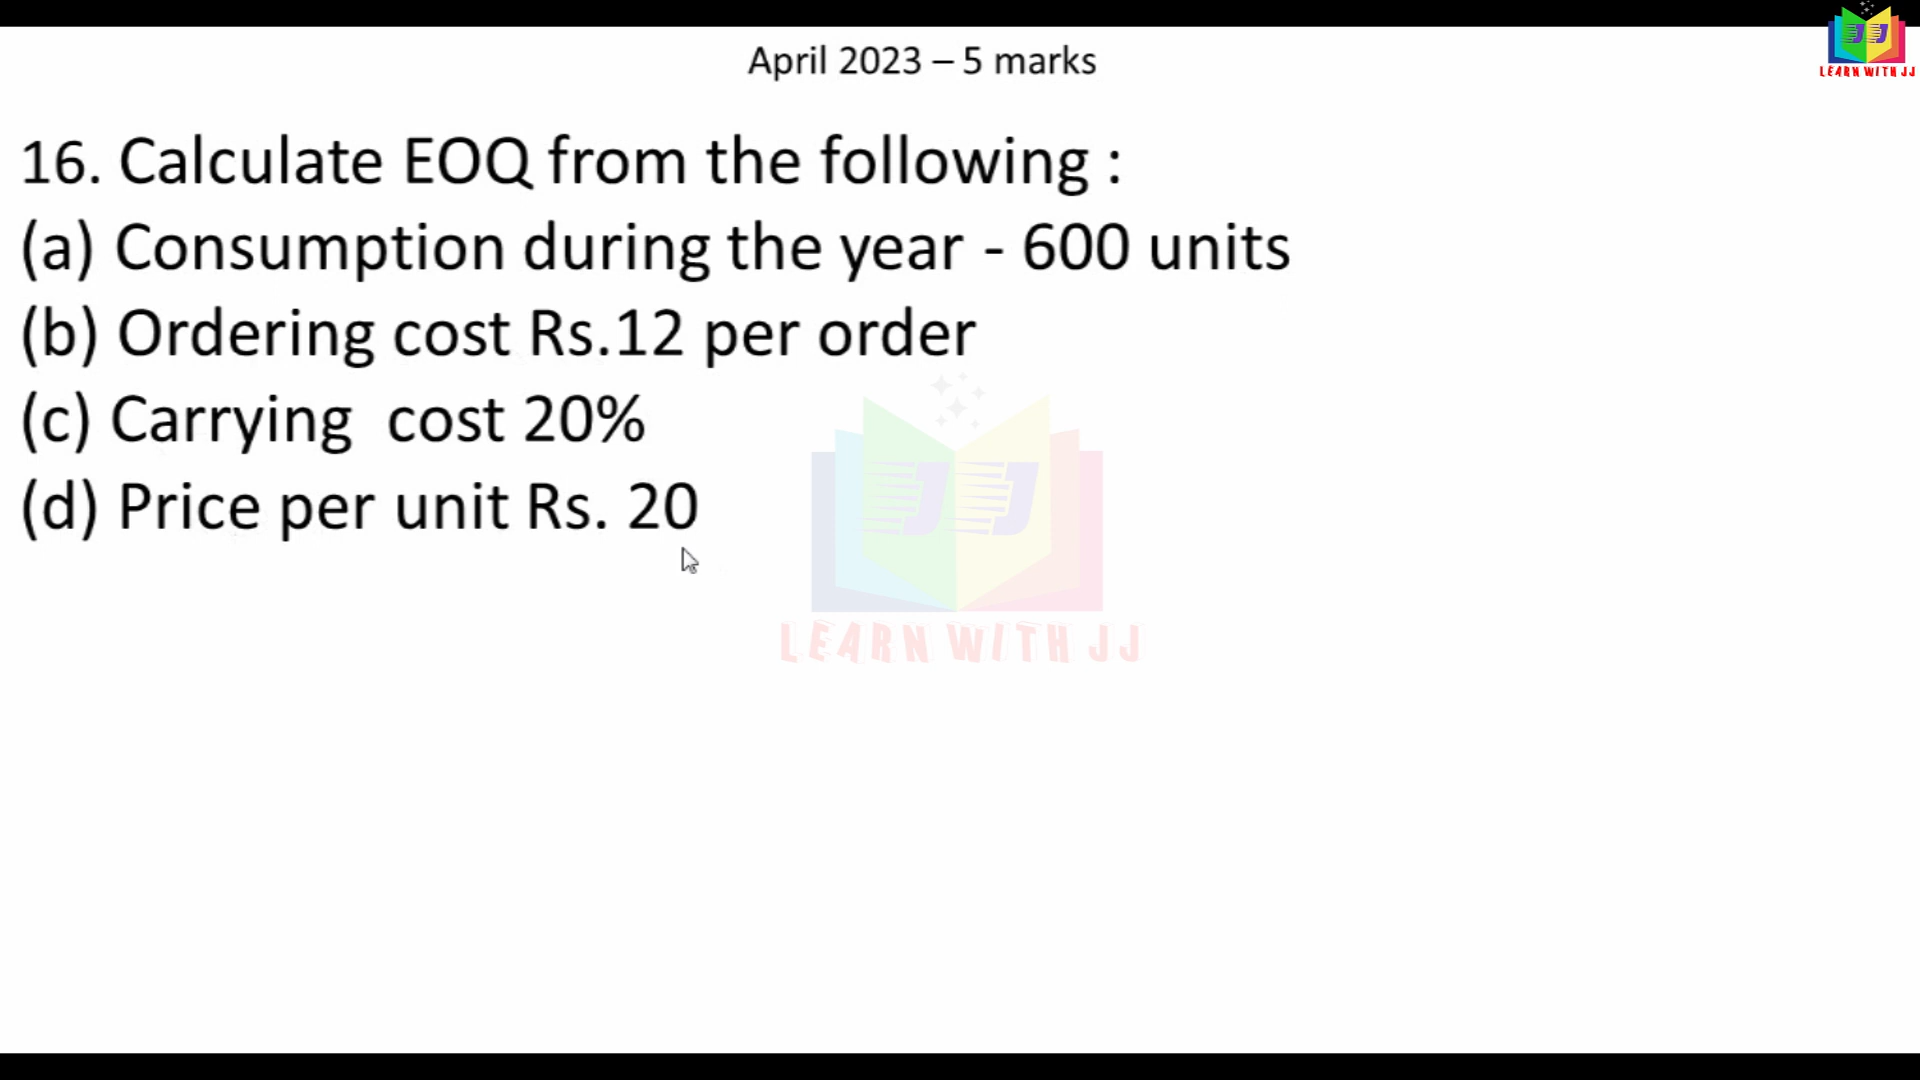 April 2023 – 5 marks
LEARN WITH JJ
16. Calculate EOQ from the following :
(a) Consumption during the year - 600 units
(b) Ordering cost Rs.12 per order
(c) Carrying  cost 20%
(d) Price per unit Rs. 20
JJ
LEARN WITH JJ